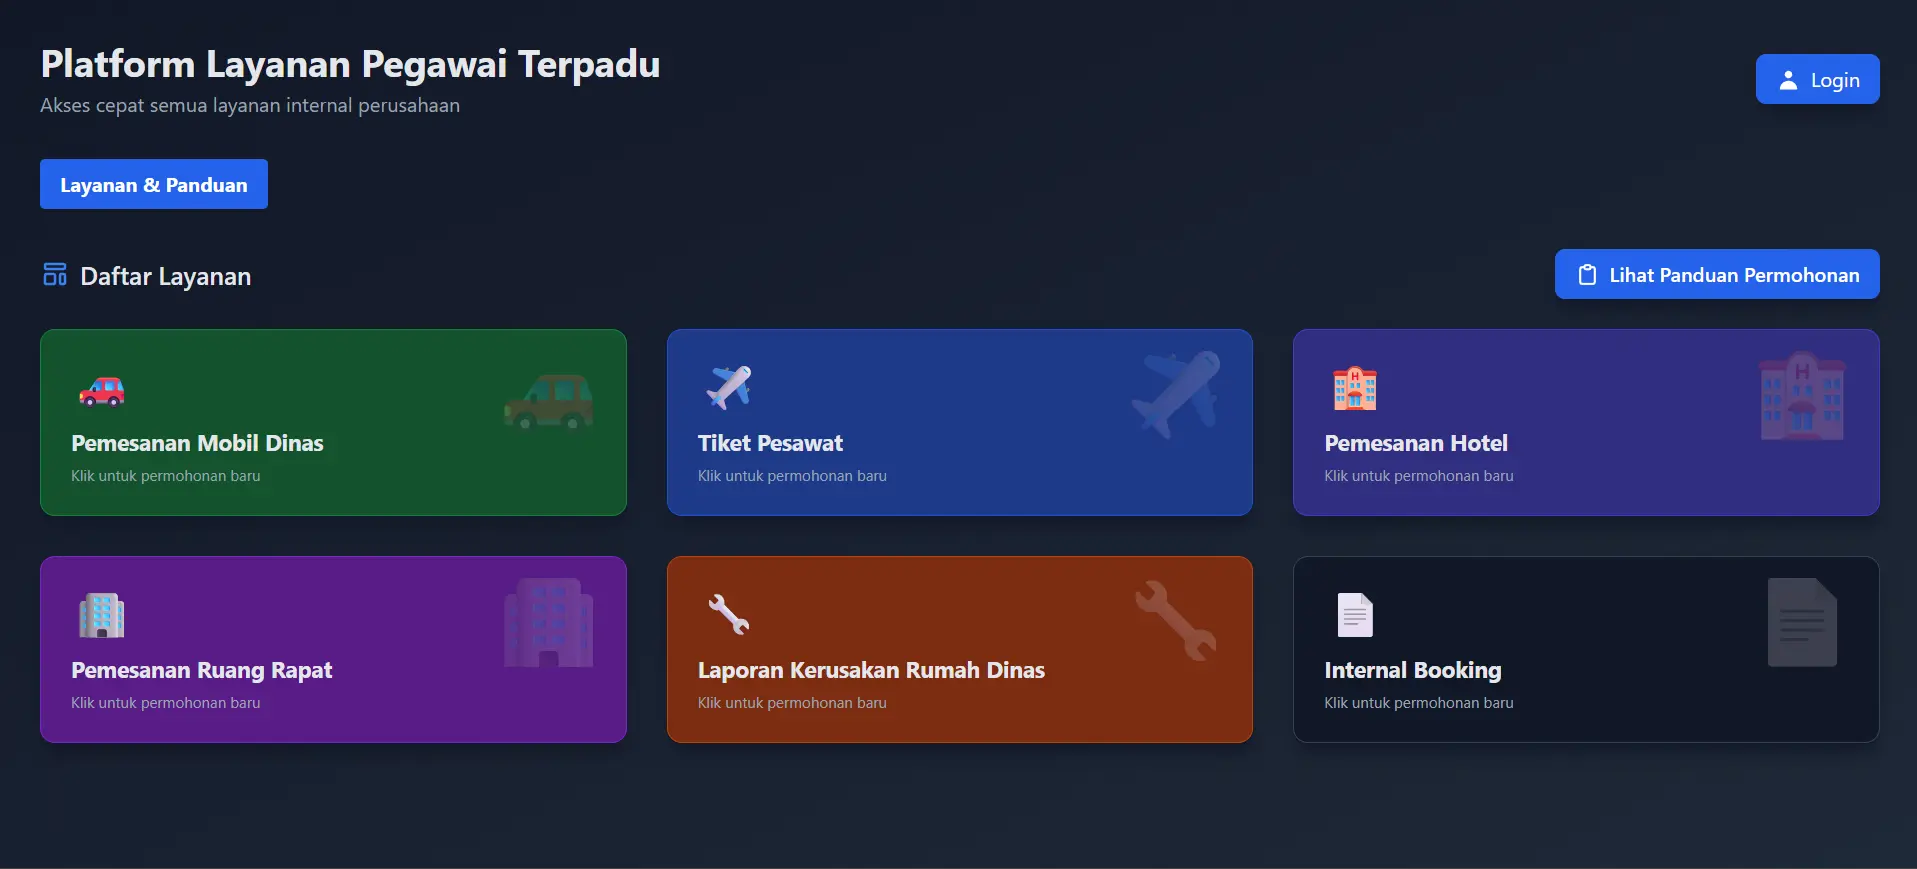 Platform Layanan Pegawai Terpadu
Akses cepat semua layanan internal perusahaan
Login
Layanan & Panduan
Daftar Layanan
Lihat Panduan Permohonan
Pemesanan Mobil Dinas
Klik untuk permohonan baru
Tiket Pesawat
Klik untuk permohonan baru
H
H
Pemesanan Hotel
Klik untuk permohonan baru
Pemesanan Ruang Rapat
Klik untuk permohonan baru
Laporan Kerusakan Rumah Dinas
Klik untuk permohonan baru
Internal Booking
Klik untuk permohonan baru